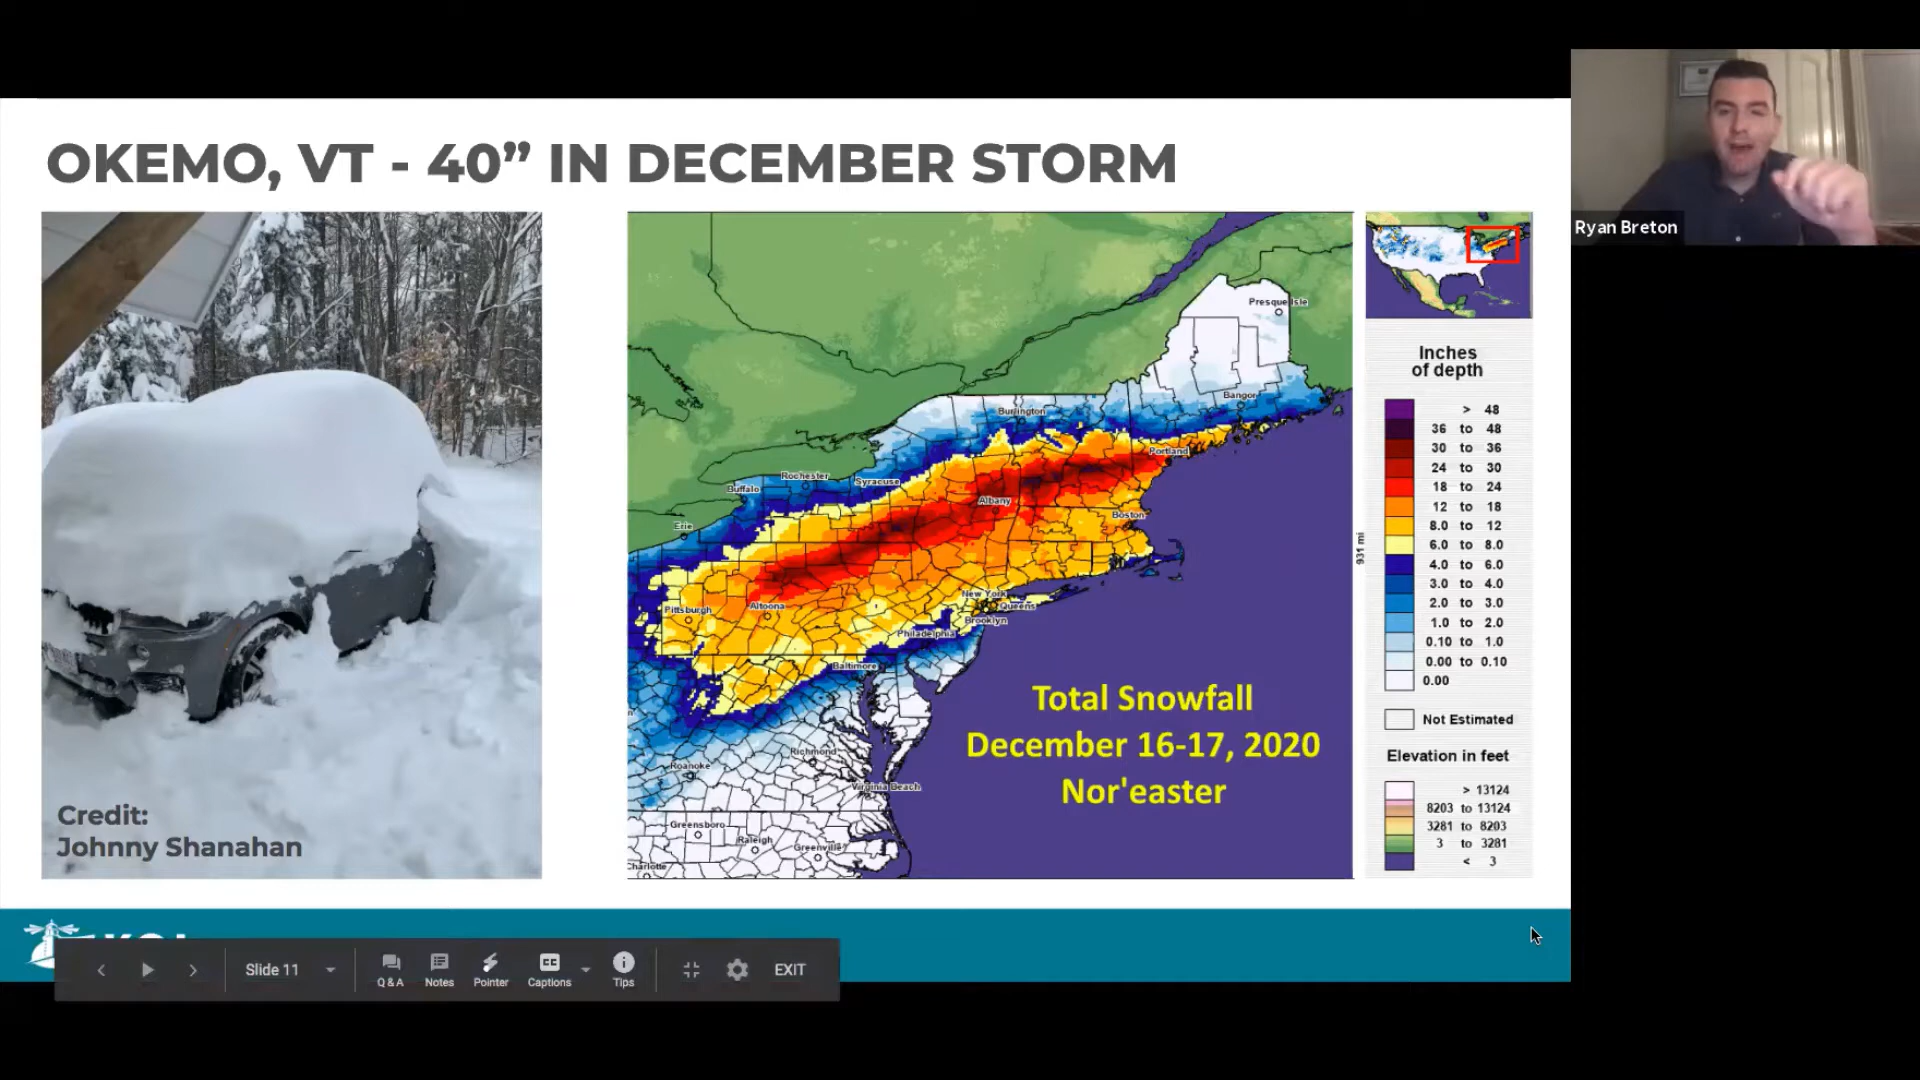 OKEMO, VT - 40” IN DECEMBER STORM
Ryan Breton
Credit:
Johnny Shanahan
Presque Isle
Bangor
Burlington
Portland
Rochester
Syracuse
Buffalo
Albany
Boston
Erie
New York
Queens
Brooklyn
Pittsburgh
Altoona
Philadelphia
Baltimore
Richmond
Roanoke
Virginia Beach
Greensboro
Raleigh
Greenville
Charlotte
Total Snowfall
December 16-17, 2020
Nor'easter
931 mi
Inches
of depth
> 48
36 to 48
30 to 36
24 to 30
18 to 24
12 to 18
8.0 to 12
6.0 to 8.0
4.0 to 6.0
3.0 to 4.0
2.0 to 3.0
1.0 to 2.0
0.10 to 1.0
0.00 to 0.10
0.00
Not Estimated
Elevation in feet
> 13124
8203 to 13124
3281 to 8203
3 to 3281
< 3
Slide 11
Q & A
Notes
Pointer
CC
Captions
Tips
EXIT